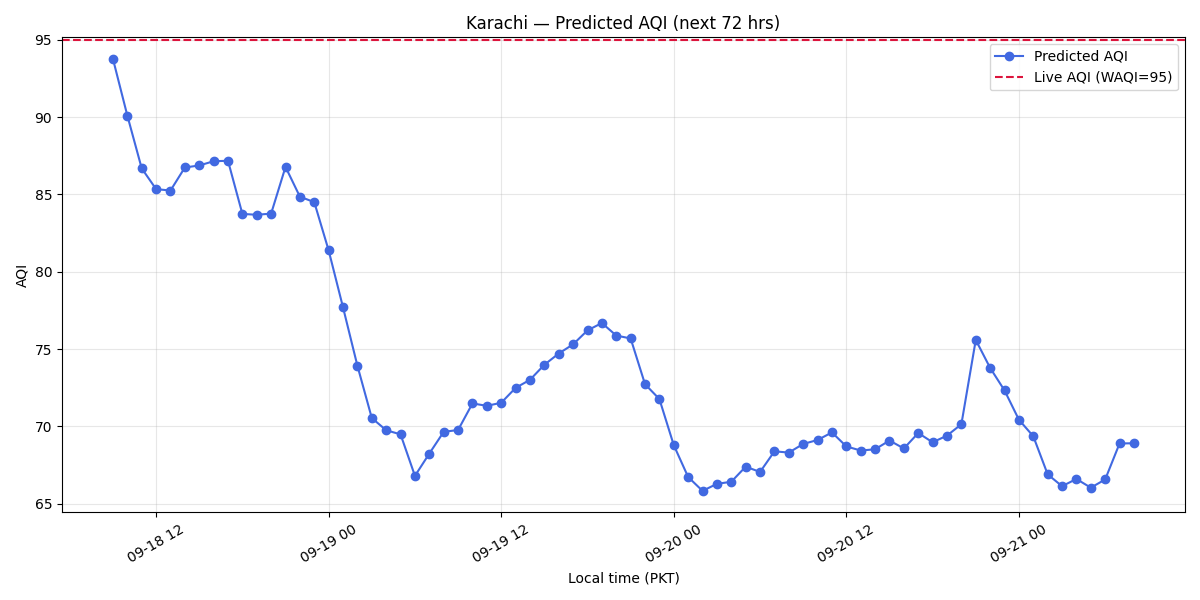 Karachi — Predicted AQI (next 72 hrs)
95
90
85
80
75
70
65
AQI
Predicted AQI
Live AQI (WAQI=95)
09-18 12
09-19 00
09-19 12
09-20 00
09-20 12
09-21 00
Local time (PKT)